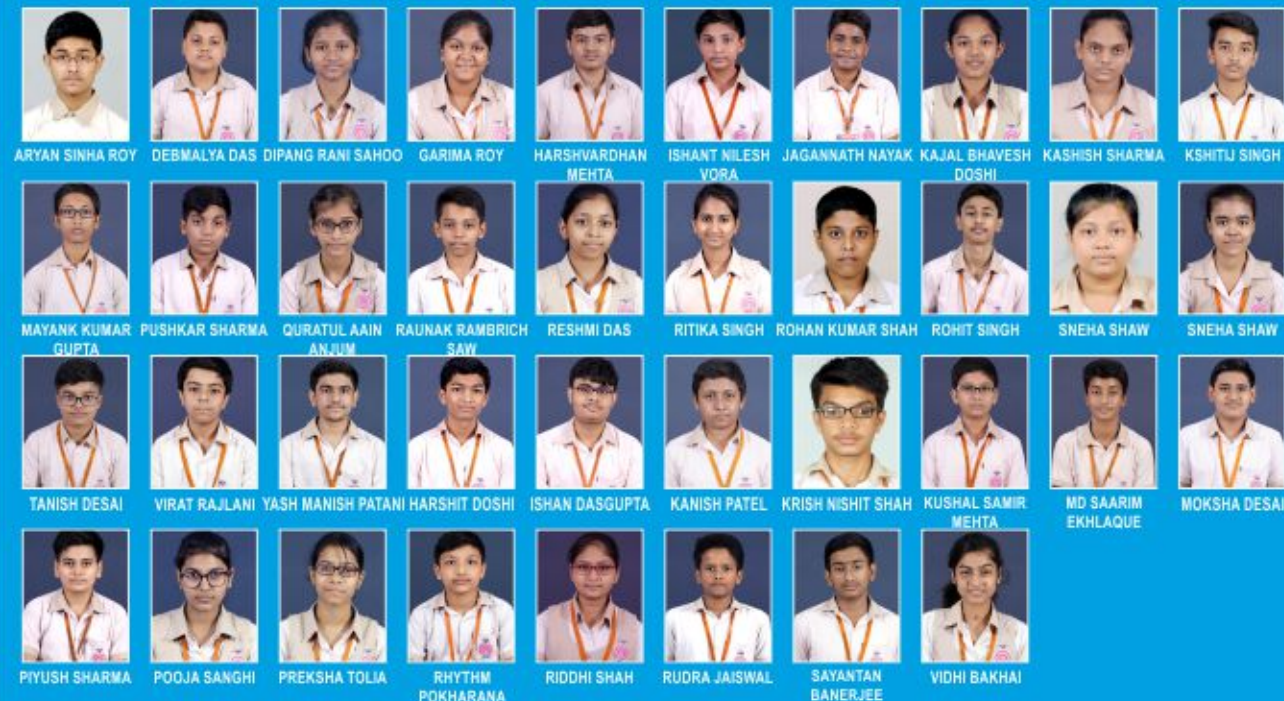 ARYAN SINHA ROY
DEBMALYA DAS
DIPANG RANI SAHOO
GARIMA ROY
HARSHVARDHAN
MEHTA
ISHANT NILESH
VORA
JAGANNATH NAYAK
KAJAL BHAVESH
DOSHI
KASHISH SHARMA
KSHITIJ SINGH
MAYANK KUMAR
GUPTA
PUSHKAR SHARMA
QURATUL AAIN
ANJUM
RAUNAK RAMBRICH
SAW
RESHMI DAS
RITIKA SINGH
ROHAN KUMAR SHAH
ROHIT SINGH
SNEHA SHAW
SNEHA SHAW
TANISH DESAI
VIRAT RAJLANI
YASH MANISH PATANI
HARSHIT DOSHI
ISHAN DASGUPTA
KANISH PATEL
KRISH NISHIT SHAH
KUSHAL SAMIR
MEHTA
MD SAARIM
EKHLAQUE
MOKSHA DESAI
PIYUSH SHARMA
POOJA SANGHI
PREKSHA TOLIA
RHYTHM
POKHARANA
RIDDHI SHAH
RUDRA JAISWAL
SAYANTAN
BANERJEE
VIDHI BAKHAI